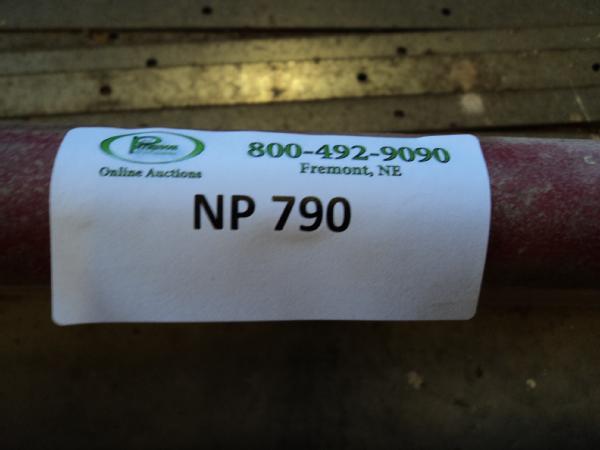 800-492-9090
Online Auctions
Fremont, NE
NP 790